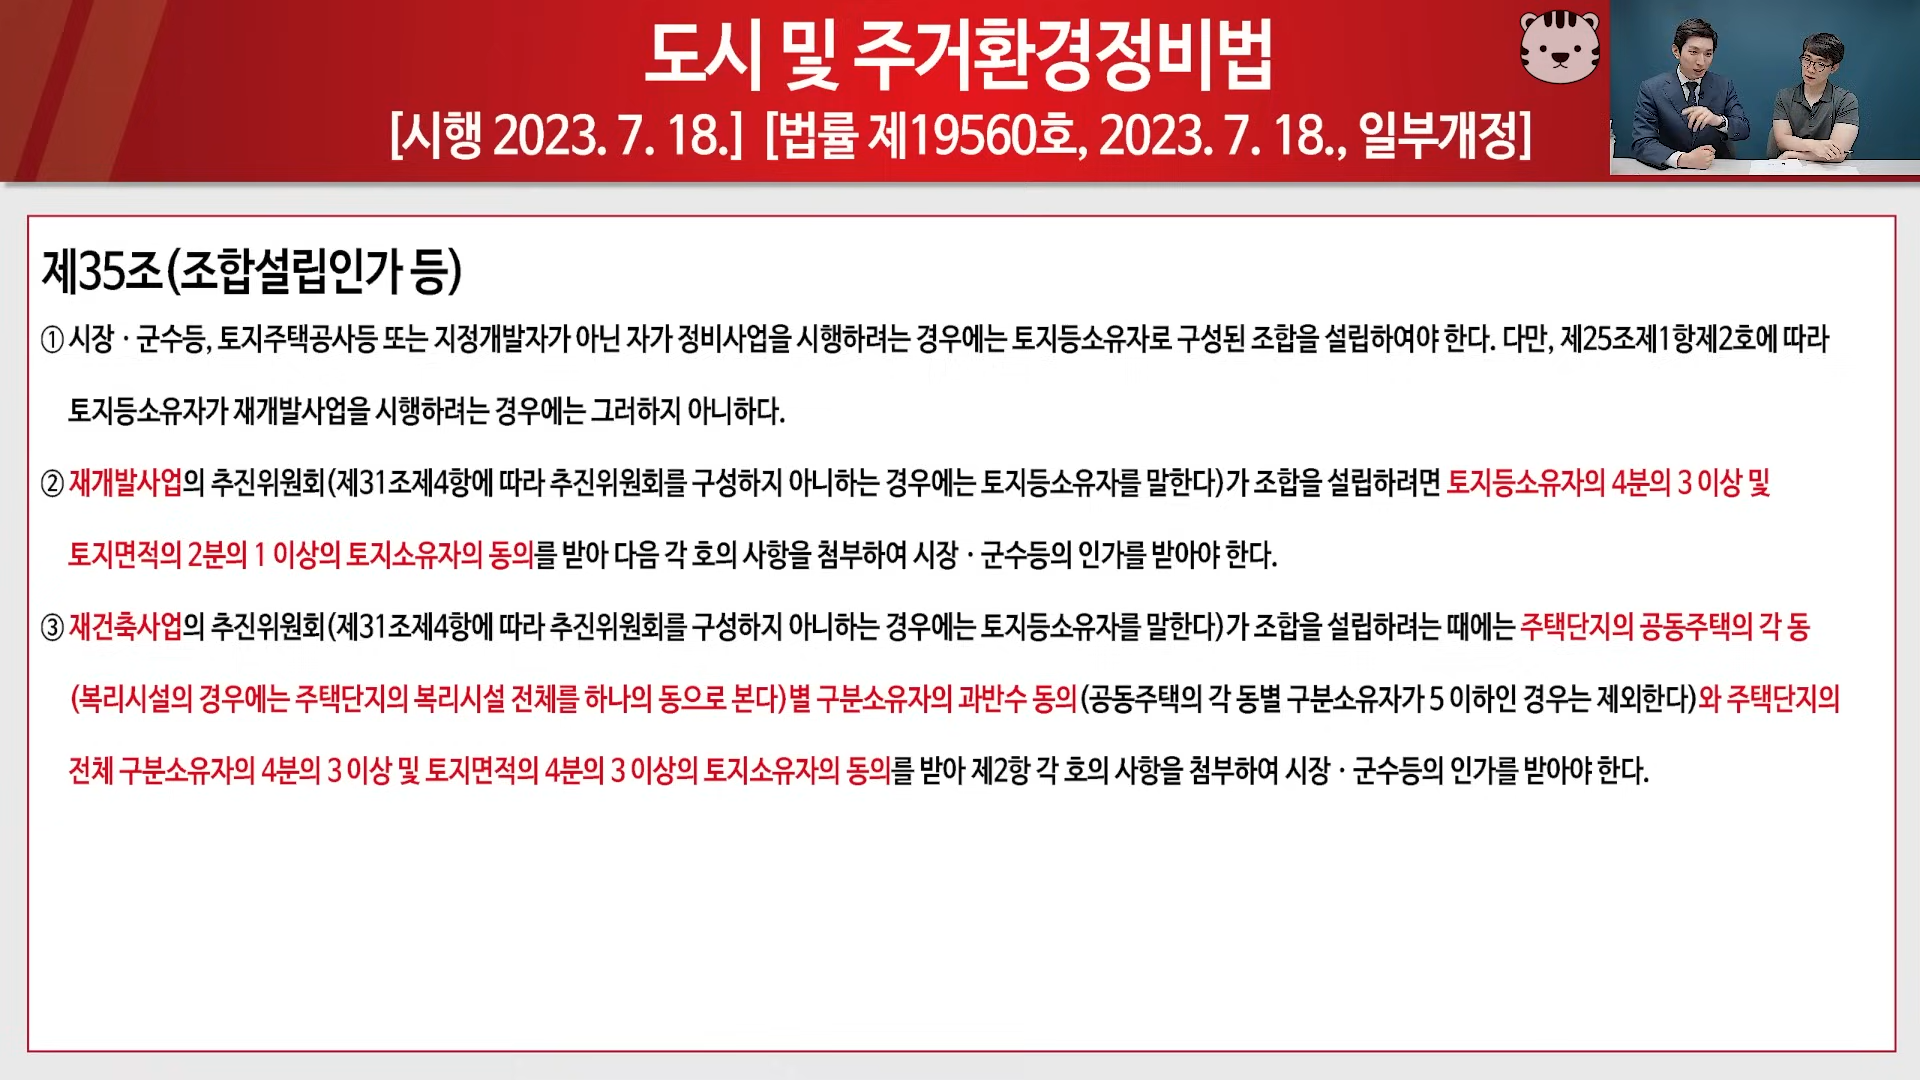 도시 및 주거환경정비법
[시행 2023. 7. 18.] [법률 제19560호, 2023. 7. 18., 일부개정]
제35조(조합설립인가 등)
① 시장ㆍ군수등, 토지주택공사등 또는 지정개발자가 아닌 자가 정비사업을 시행하려는 경우에는 토지등소유자로 구성된 조합을 설립하여야 한다. 다만, 제25조제1항제2호에 따라
토지등소유자가 재개발사업을 시행하려는 경우에는 그러하지 아니하다.
② 재개발사업의 추진위원회(제31조제4항에 따라 추진위원회를 구성하지 아니하는 경우에는 토지등소유자를 말한다)가 조합을 설립하려면 토지등소유자의 4분의 3 이상 및
토지면적의 2분의 1 이상의 토지소유자의 동의를 받아 다음 각 호의 사항을 첨부하여 시장ㆍ군수등의 인가를 받아야 한다.
③ 재건축사업의 추진위원회(제31조제4항에 따라 추진위원회를 구성하지 아니하는 경우에는 토지등소유자를 말한다)가 조합을 설립하려는 때에는 주택단지의 공동주택의 각 동
(복리시설의 경우에는 주택단지의 복리시설 전체를 하나의 동으로 본다)별 구분소유자의 과반수 동의(공동주택의 각 동별 구분소유자가 5 이하인 경우는 제외한다)와 주택단지의
전체 구분소유자의 4분의 3 이상 및 토지면적의 4분의 3 이상의 토지소유자의 동의를 받아 제2항 각 호의 사항을 첨부하여 시장ㆍ군수등의 인가를 받아야 한다.